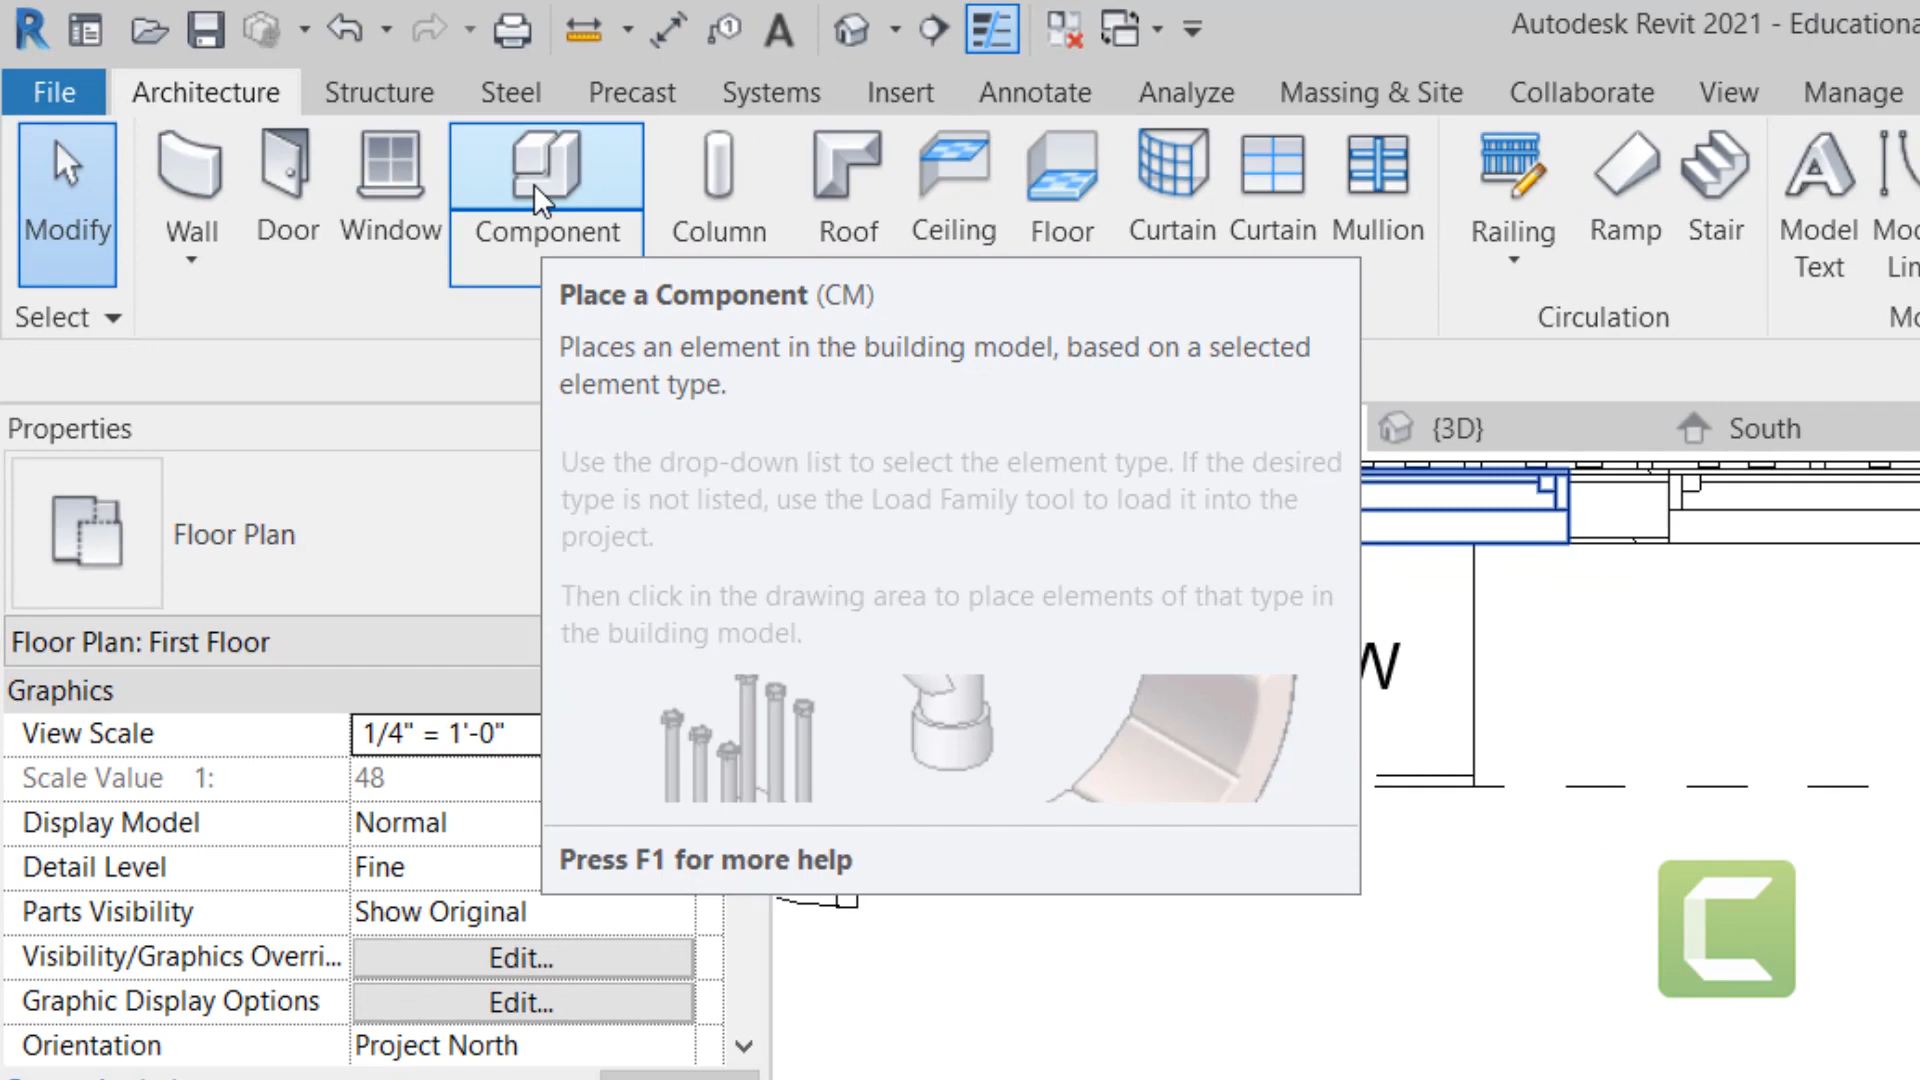 Autodesk Revit 2021 - Educationa
File Architecture Structure Steel Precast Systems Insert Annotate Analyze Massing & Site Collaborate View Manage
Modify Wall Door Window Component Column Roof Ceiling Floor Curtain Curtain Mullion Railing Ramp Stair Model
Text
Select Circulation
Place a Component (CM)
Places an element in the building model, based on a selected
element type.
Use the drop-down list to select the element type. If the desired
type is not listed, use the Load Family tool to load it into the
project.
Then click in the drawing area to place elements of that type in
the building model.
Press F1 for more help
{3D} South
Properties
Floor Plan
Floor Plan: First Floor
Graphics
View Scale 1/4" = 1'-0"
Scale Value 1: 48
Display Model Normal
Detail Level Fine
Parts Visibility Show Original
Visibility/Graphics Overri... Edit...
Graphic Display Options Edit...
Orientation Project North
W